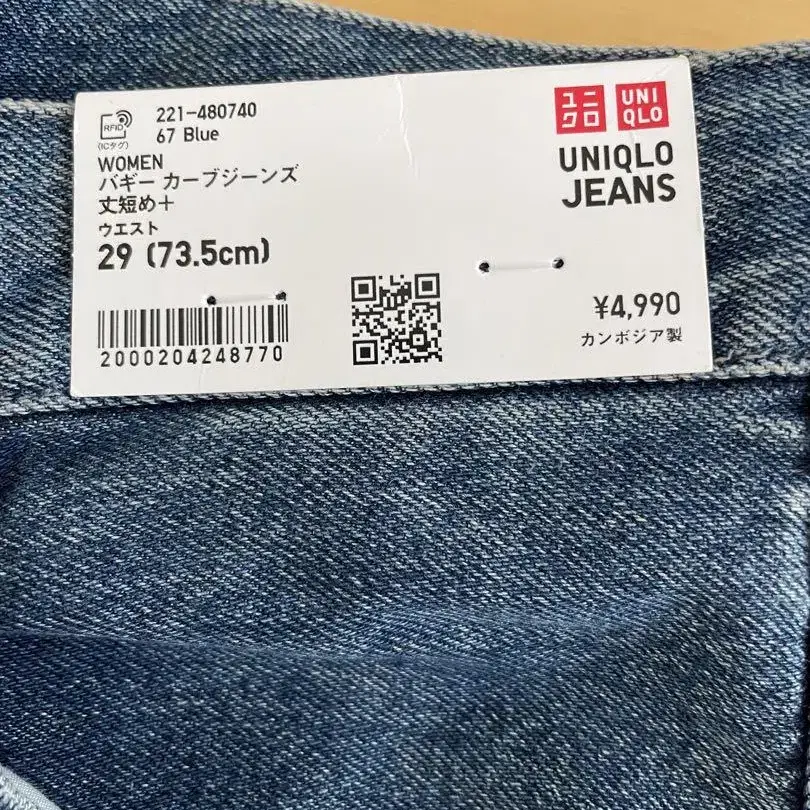 221-480740
67 Blue
RFID
(ICタグ)
WOMEN
バギー カーブジーンズ
丈短め+
ウエスト
29 (73.5cm)
2000204248770
ユニ
クロ
UNI
QLO
UNIQLO
JEANS
¥4,990
カンボジア製